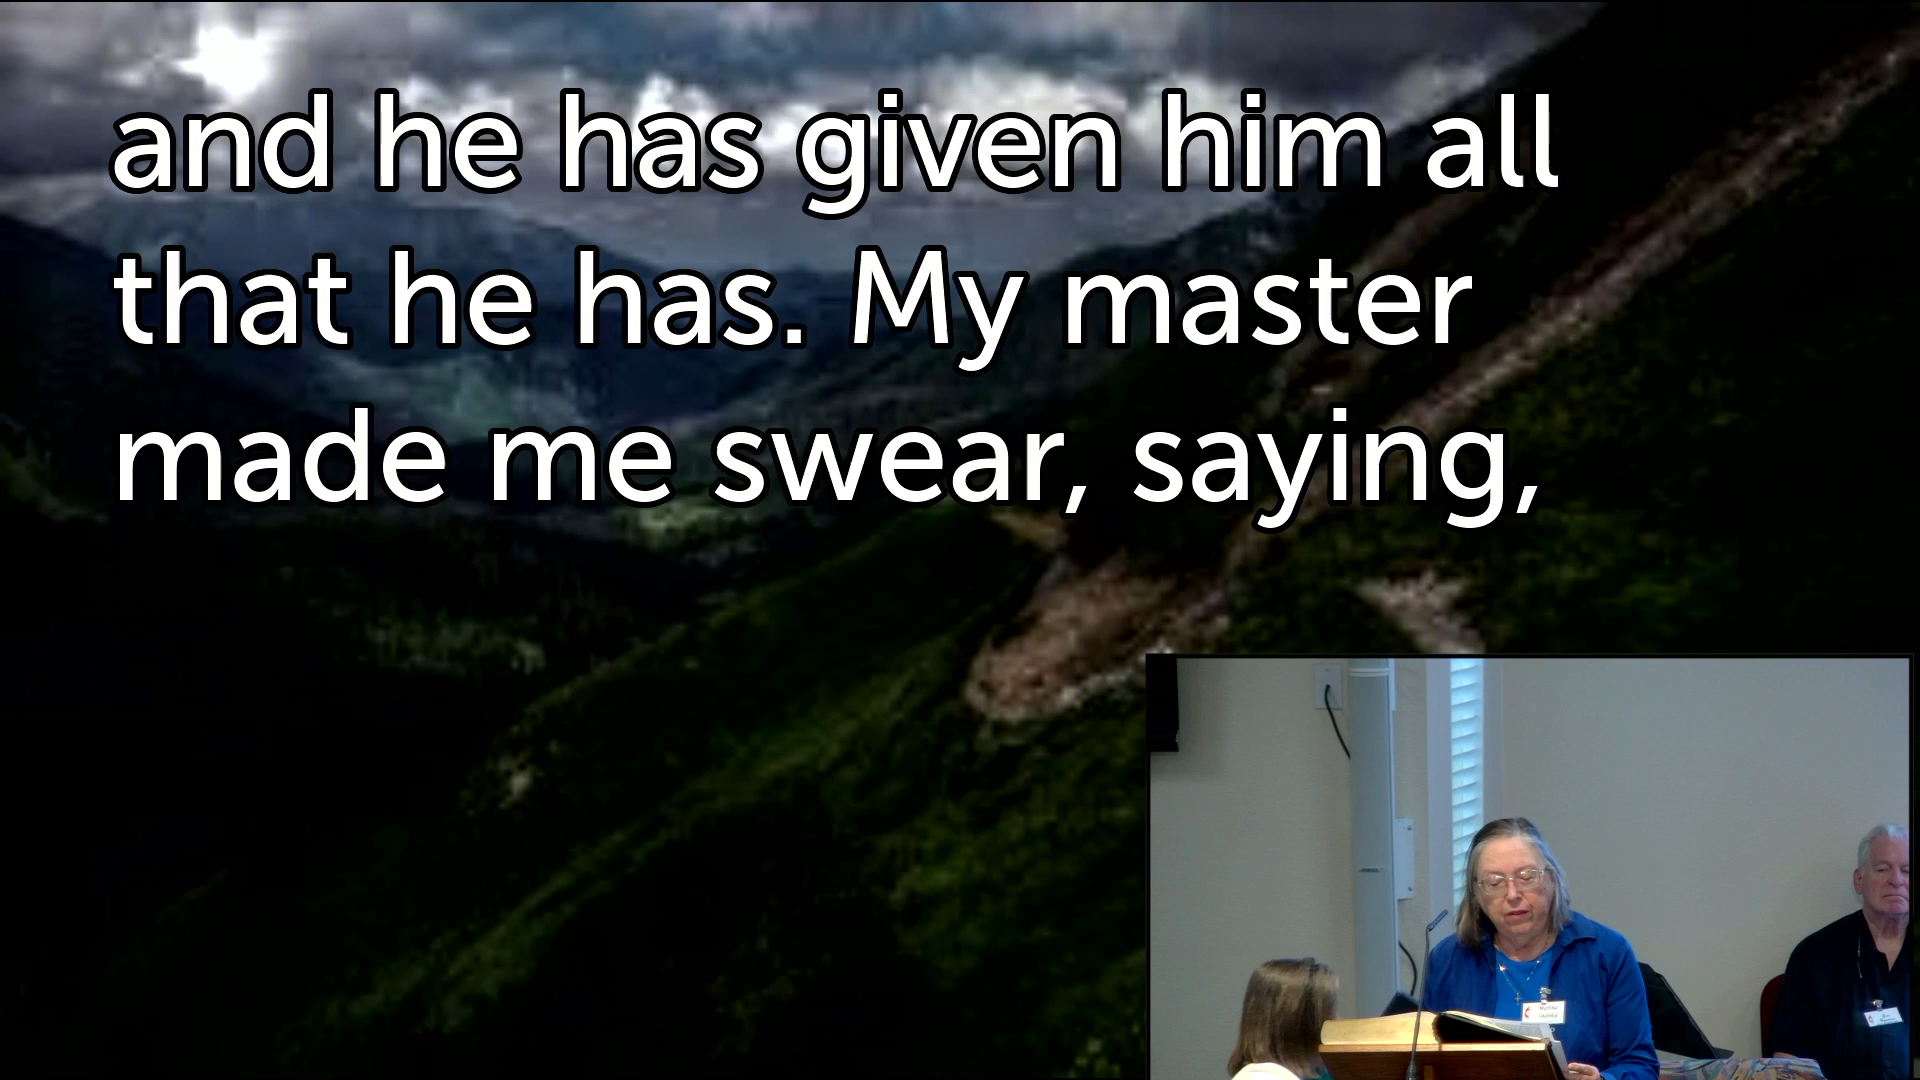 and he has given him all
that he has. My master
made me swear, saying,